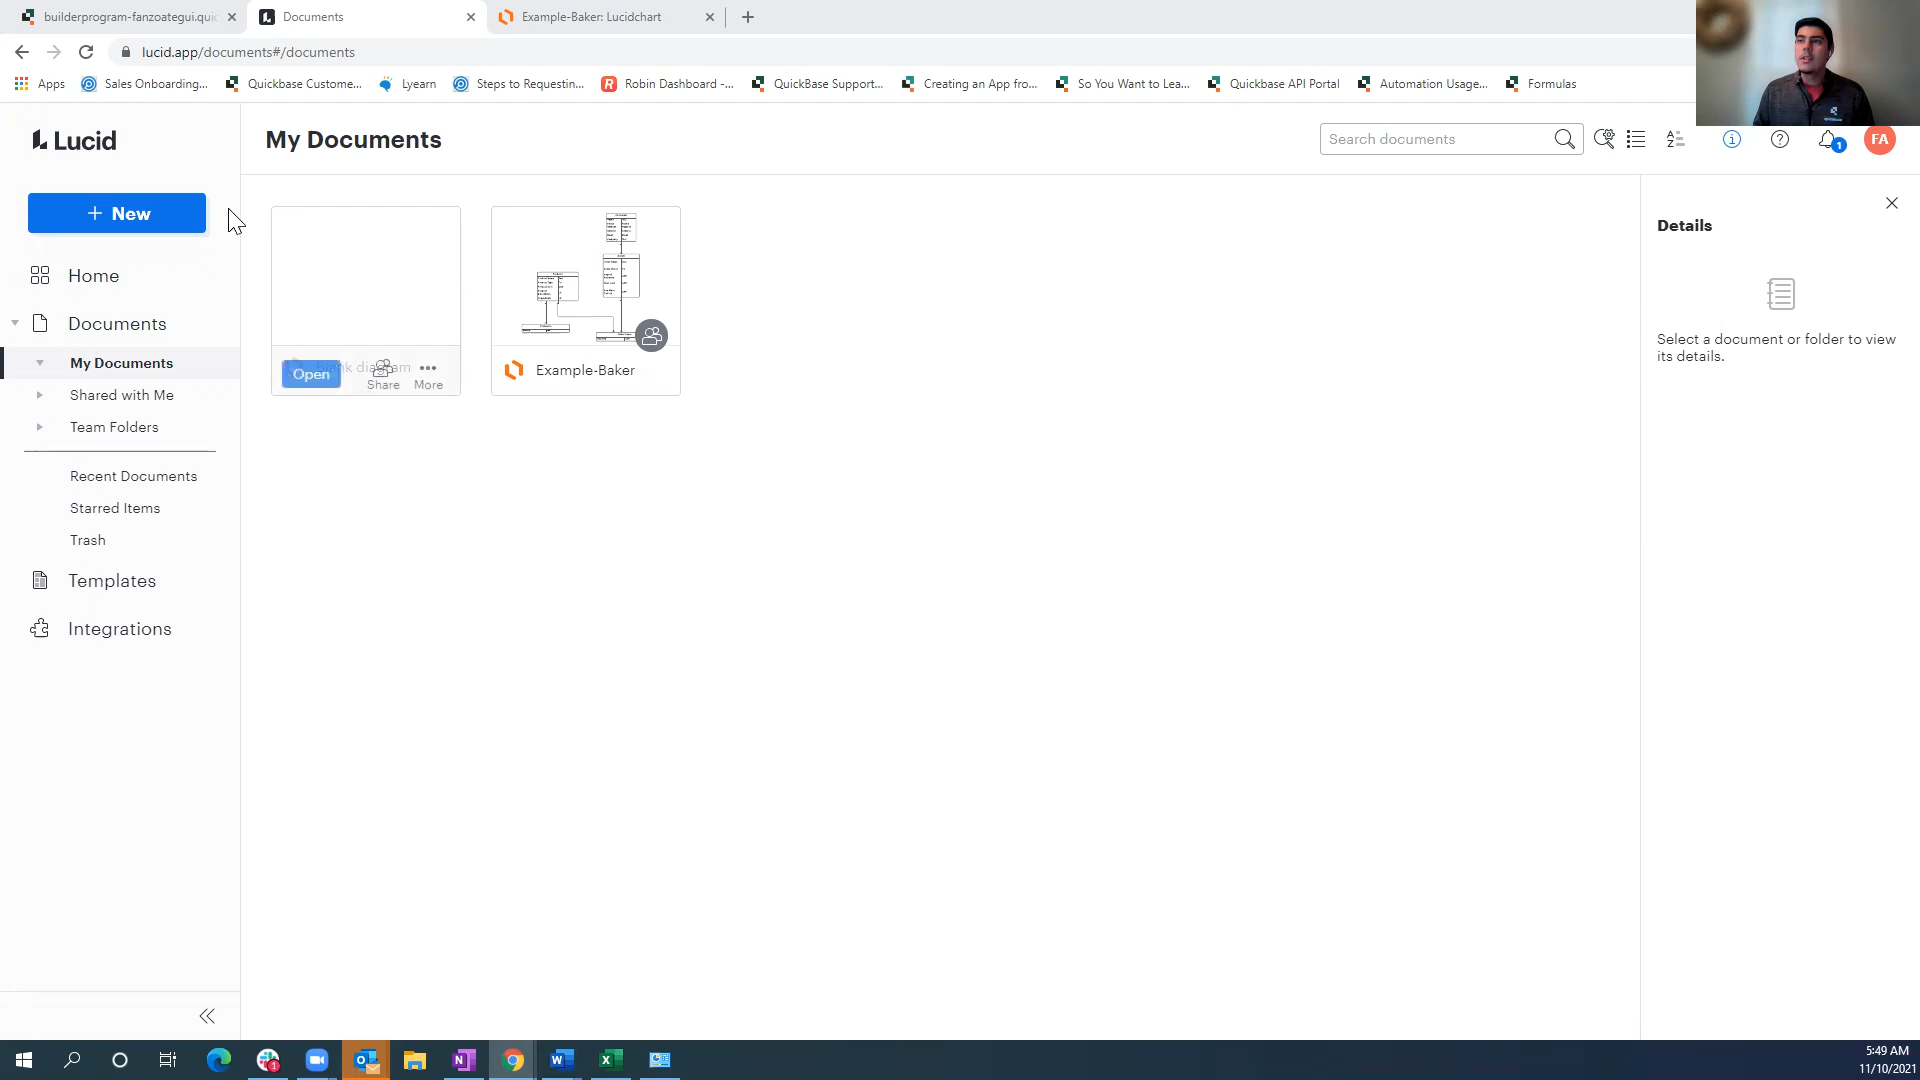 builderprogram-fanzoategui.quic
Documents
Example-Baker: Lucidchart
lucid.app/documents#/documents
Apps
Sales Onboarding...
Quickbase Custome...
Lyearn
Steps to Requestin...
Robin Dashboard -...
QuickBase Support...
Creating an App fro...
So You Want to Lea...
Quickbase API Portal
Automation Usage...
Formulas
Lucid
My Documents
Search documents
A
Z
1
FA
+ New
Details
Home
Documents
My Documents
Shared with Me
Team Folders
Recent Documents
Starred Items
Trash
Templates
Integrations
Open
Share
More
Example-Baker
Select a document or folder to view
its details.
1
5:49 AM
11/10/2021